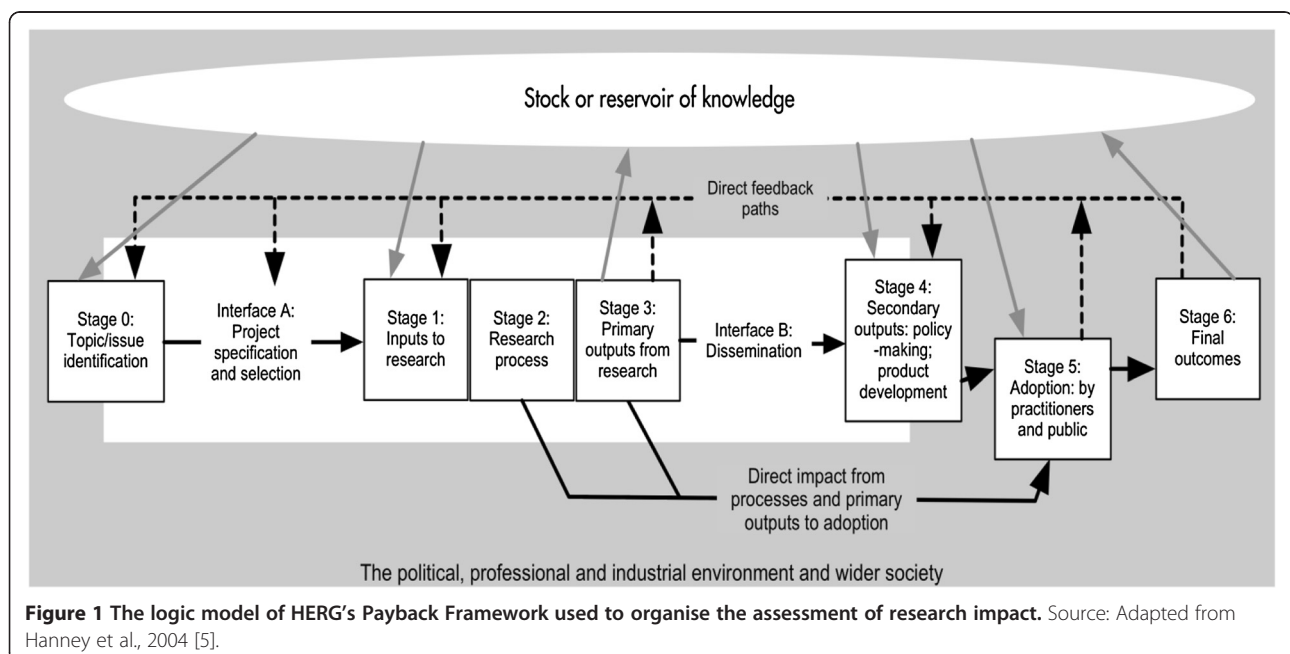 Stock or reservoir of knowledge
Direct feedback
paths
Stage 0:
Topic/issue
identification
Interface A:
Project
specification
and selection
Stage 1:
Inputs to
research
Stage 2:
Research
process
Stage 3:
Primary
outputs from
research
Interface B:
Dissemination
Stage 4:
Secondary
outputs: policy
-making;
product
development
Stage 5:
Adoption: by
practitioners
and public
Stage 6:
Final
outcomes
Direct impact from
processes and primary
outputs to adoption
The political, professional and industrial environment and wider society
Figure 1 The logic model of HERG's Payback Framework used to organise the assessment of research impact. Source: Adapted from
Hanney et al., 2004 [5].